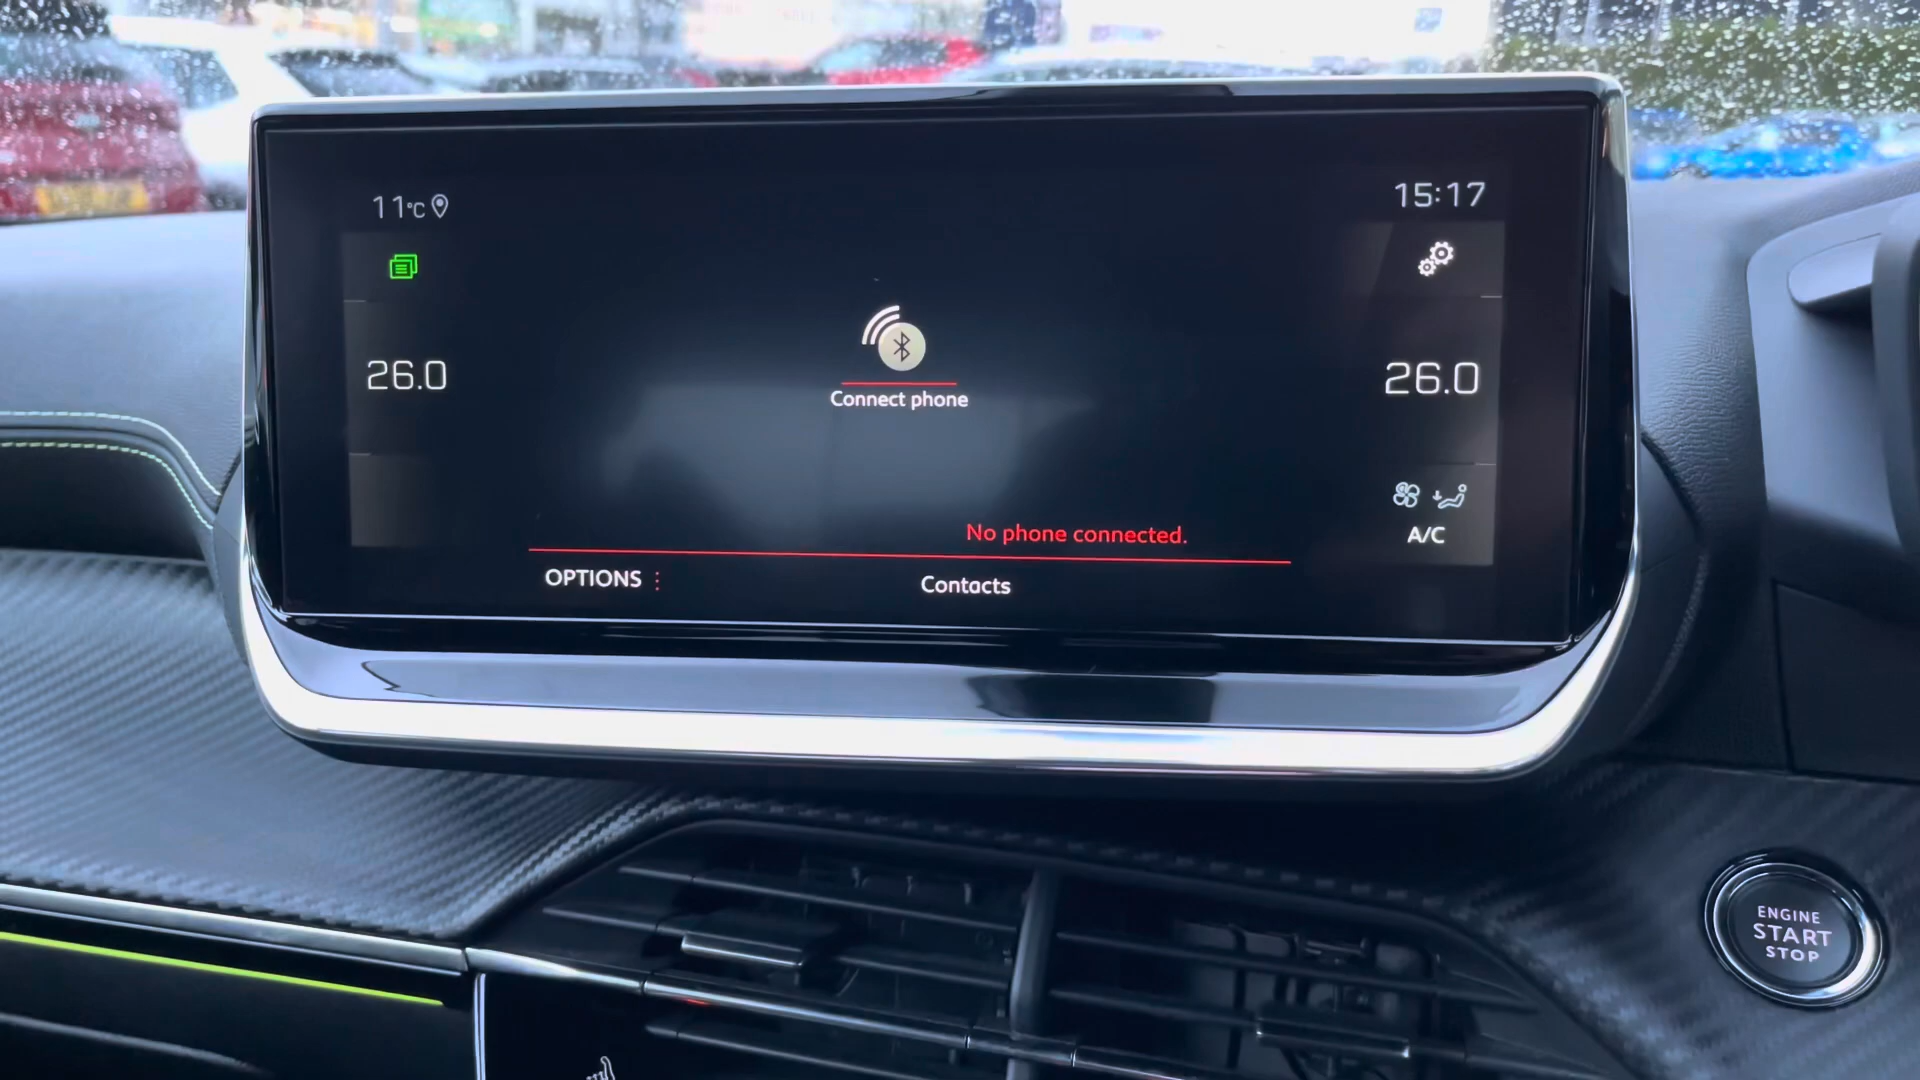 11°C
15:17
26.0
26.0
Connect phone
No phone connected.
A/C
OPTIONS
Contacts
ENGINE
START
STOP